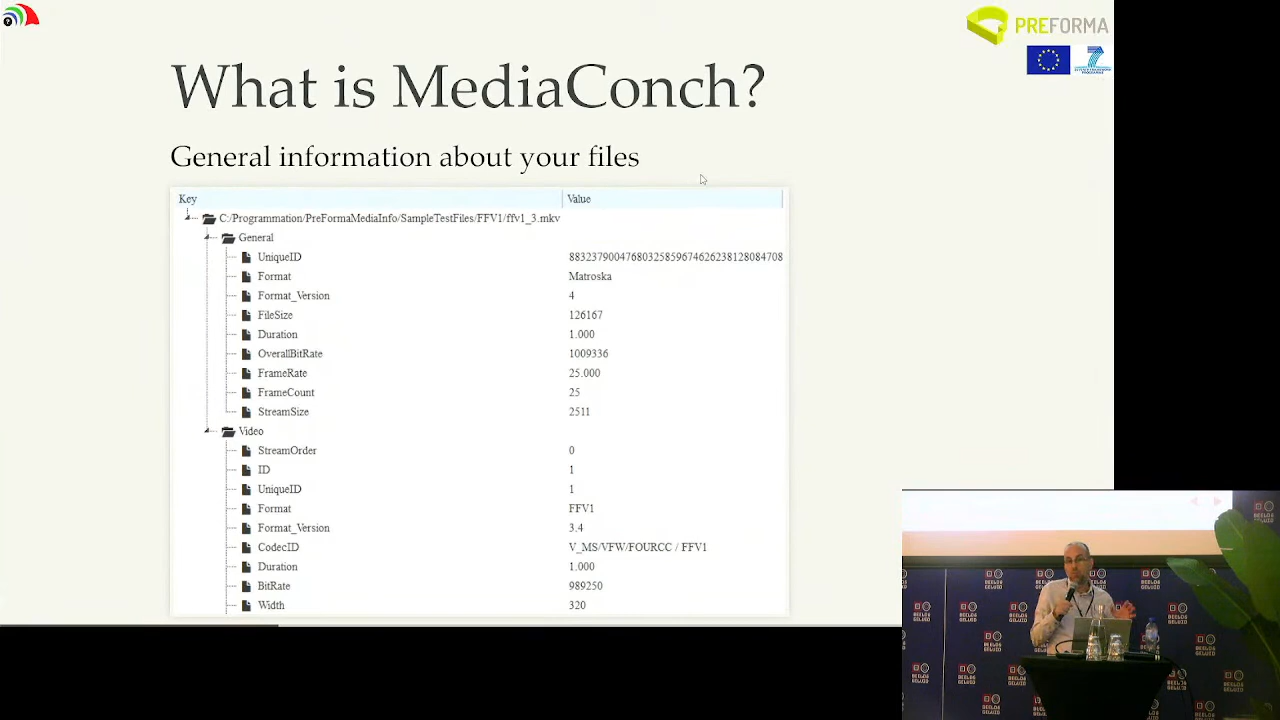 PREFORMA
What is MediaConch?
General information about your files
Key Value
C:/Programmation/PreFormaMediaInfo/SampleTestFiles/FFV1/ffv1_3.mkv
General
UniqueID 88323790047680325859674626238128084708
Format Matroska
Format_Version 4
FileSize 126167
Duration 1.000
OverallBitRate 1009336
FrameRate 25.000
FrameCount 25
StreamSize 2511
Video
StreamOrder 0
ID 1
UniqueID 1
Format FFV1
Format_Version 3.4
CodecID V_MS/VFW/FOURCC / FFV1
Duration 1.000
BitRate 989250
Width 320
BEELD& GELUID